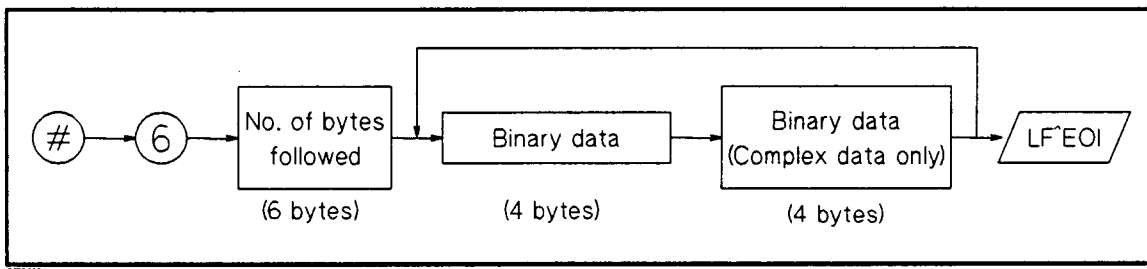 #
6
No. of bytes
followed
(6 bytes)
Binary data
(4 bytes)
Binary data
(Complex data only)
(4 bytes)
LF^EOI